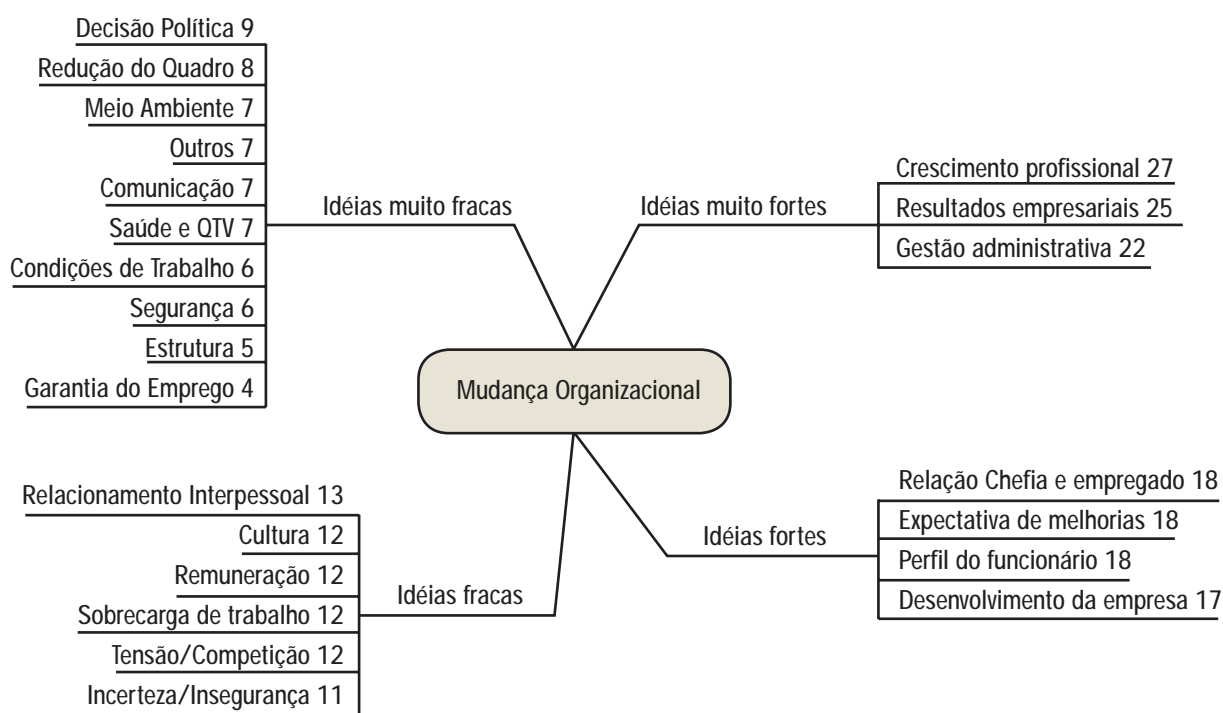 Decisão Política 9
Redução do Quadro 8
Meio Ambiente 7
Outros 7
Comunicação 7
Saúde e QTV 7
Condições de Trabalho 6
Segurança 6
Estrutura 5
Garantia do Emprego 4
Idéias muito fracas
Idéias muito fortes
Crescimento profissional 27
Resultados empresariais 25
Gestão administrativa 22
Mudança Organizacional
Relacionamento Interpessoal 13
Cultura 12
Remuneração 12
Sobrecarga de trabalho 12
Tensão/Competição 12
Incerteza/Insegurança 11
Idéias fracas
Idéias fortes
Relação Chefia e empregado 18
Expectativa de melhorias 18
Perfil do funcionário 18
Desenvolvimento da empresa 17